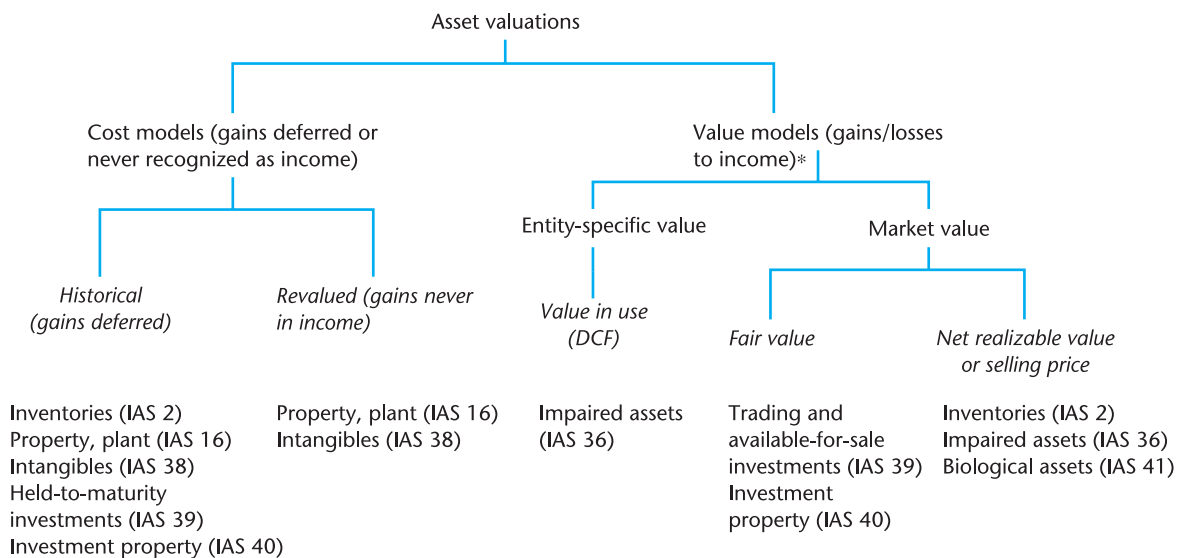 Asset valuations
Cost models (gains deferred or
never recognized as income)
Value models (gains/losses
to income)*
Entity-specific value
Market value
Historical
(gains deferred)
Revalued (gains never
in income)
Value in use
(DCF)
Fair value
Net realizable value
or selling price
Inventories (IAS 2)
Property, plant (IAS 16)
Intangibles (IAS 38)
Held-to-maturity
investments (IAS 39)
Investment property (IAS 40)
Property, plant (IAS 16)
Intangibles (IAS 38)
Impaired assets
(IAS 36)
Trading and
available-for-sale
investments (IAS 39)
Investment
property (IAS 40)
Inventories (IAS 2)
Impaired assets (IAS 36)
Biological assets (IAS 41)